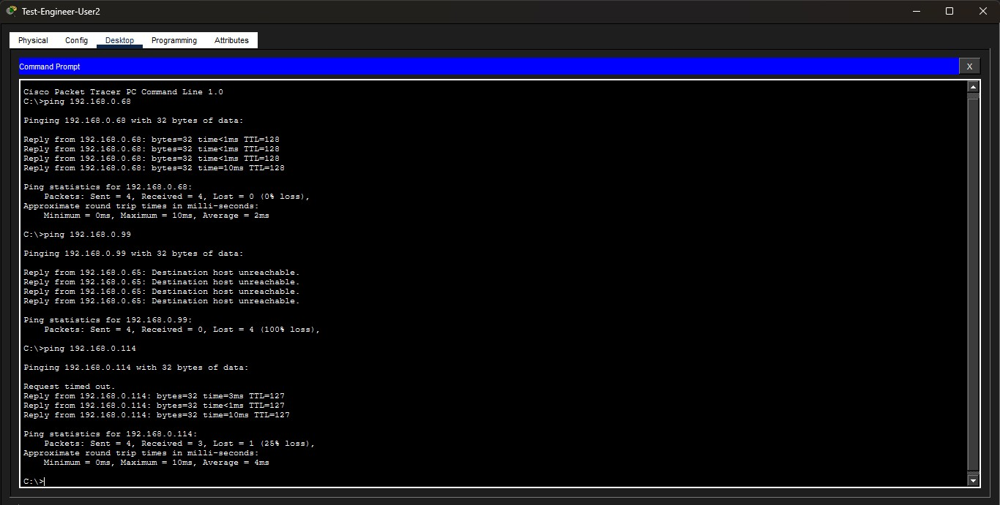 Test-Engineer-User2
Physical Config Desktop Programming Attributes
Command Prompt X
Cisco Packet Tracer PC Command Line 1.0
C:\>ping 192.168.0.68
Pinging 192.168.0.68 with 32 bytes of data:
Reply from 192.168.0.68: bytes=32 time<1ms TTL=128
Reply from 192.168.0.68: bytes=32 time<1ms TTL=128
Reply from 192.168.0.68: bytes=32 time<1ms TTL=128
Reply from 192.168.0.68: bytes=32 time=10ms TTL=128
Ping statistics for 192.168.0.68:
    Packets: Sent = 4, Received = 4, Lost = 0 (0% loss),
Approximate round trip times in milli-seconds:
    Minimum = 0ms, Maximum = 10ms, Average = 2ms
C:\>ping 192.168.0.99
Pinging 192.168.0.99 with 32 bytes of data:
Reply from 192.168.0.65: Destination host unreachable.
Reply from 192.168.0.65: Destination host unreachable.
Reply from 192.168.0.65: Destination host unreachable.
Reply from 192.168.0.65: Destination host unreachable.
Ping statistics for 192.168.0.99:
    Packets: Sent = 4, Received = 0, Lost = 4 (100% loss),
C:\>ping 192.168.0.114
Pinging 192.168.0.114 with 32 bytes of data:
Request timed out.
Reply from 192.168.0.114: bytes=32 time=3ms TTL=127
Reply from 192.168.0.114: bytes=32 time<1ms TTL=127
Reply from 192.168.0.114: bytes=32 time=10ms TTL=127
Ping statistics for 192.168.0.114:
    Packets: Sent = 4, Received = 3, Lost = 1 (25% loss),
Approximate round trip times in milli-seconds:
    Minimum = 0ms, Maximum = 10ms, Average = 4ms
C:\>